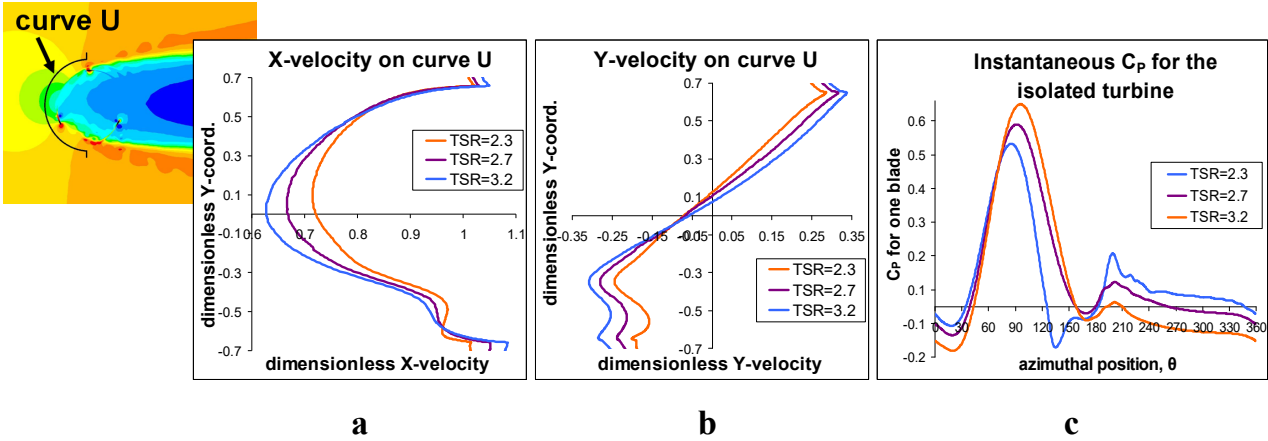 curve U
X-velocity on curve U
dimensionless Y-coord.
0.7
0.5
0.3
0.1
-0.10.6
0.7
0.8
0.9
1
1.1
-0.3
-0.5
-0.7
TSR=2.3
TSR=2.7
TSR=3.2
dimensionless X-velocity
a
Y-velocity on curve U
dimensionless Y-coord.
0.7
0.5
0.3
0.1
-0.35
-0.25
-0.15
-0.05
0.05
0.15
0.25
0.35
-0.1
-0.3
-0.5
-0.7
TSR=2.3
TSR=2.7
TSR=3.2
dimensionless Y-velocity
b
Instantaneous CP for the
isolated turbine
CP for one blade
0.6
0.5
0.4
0.3
0.2
0.1
-0.1
-0.2
0
30
60
90
120
150
180
210
240
270
300
330
360
TSR=2.3
TSR=2.7
TSR=3.2
azimuthal position, θ
c